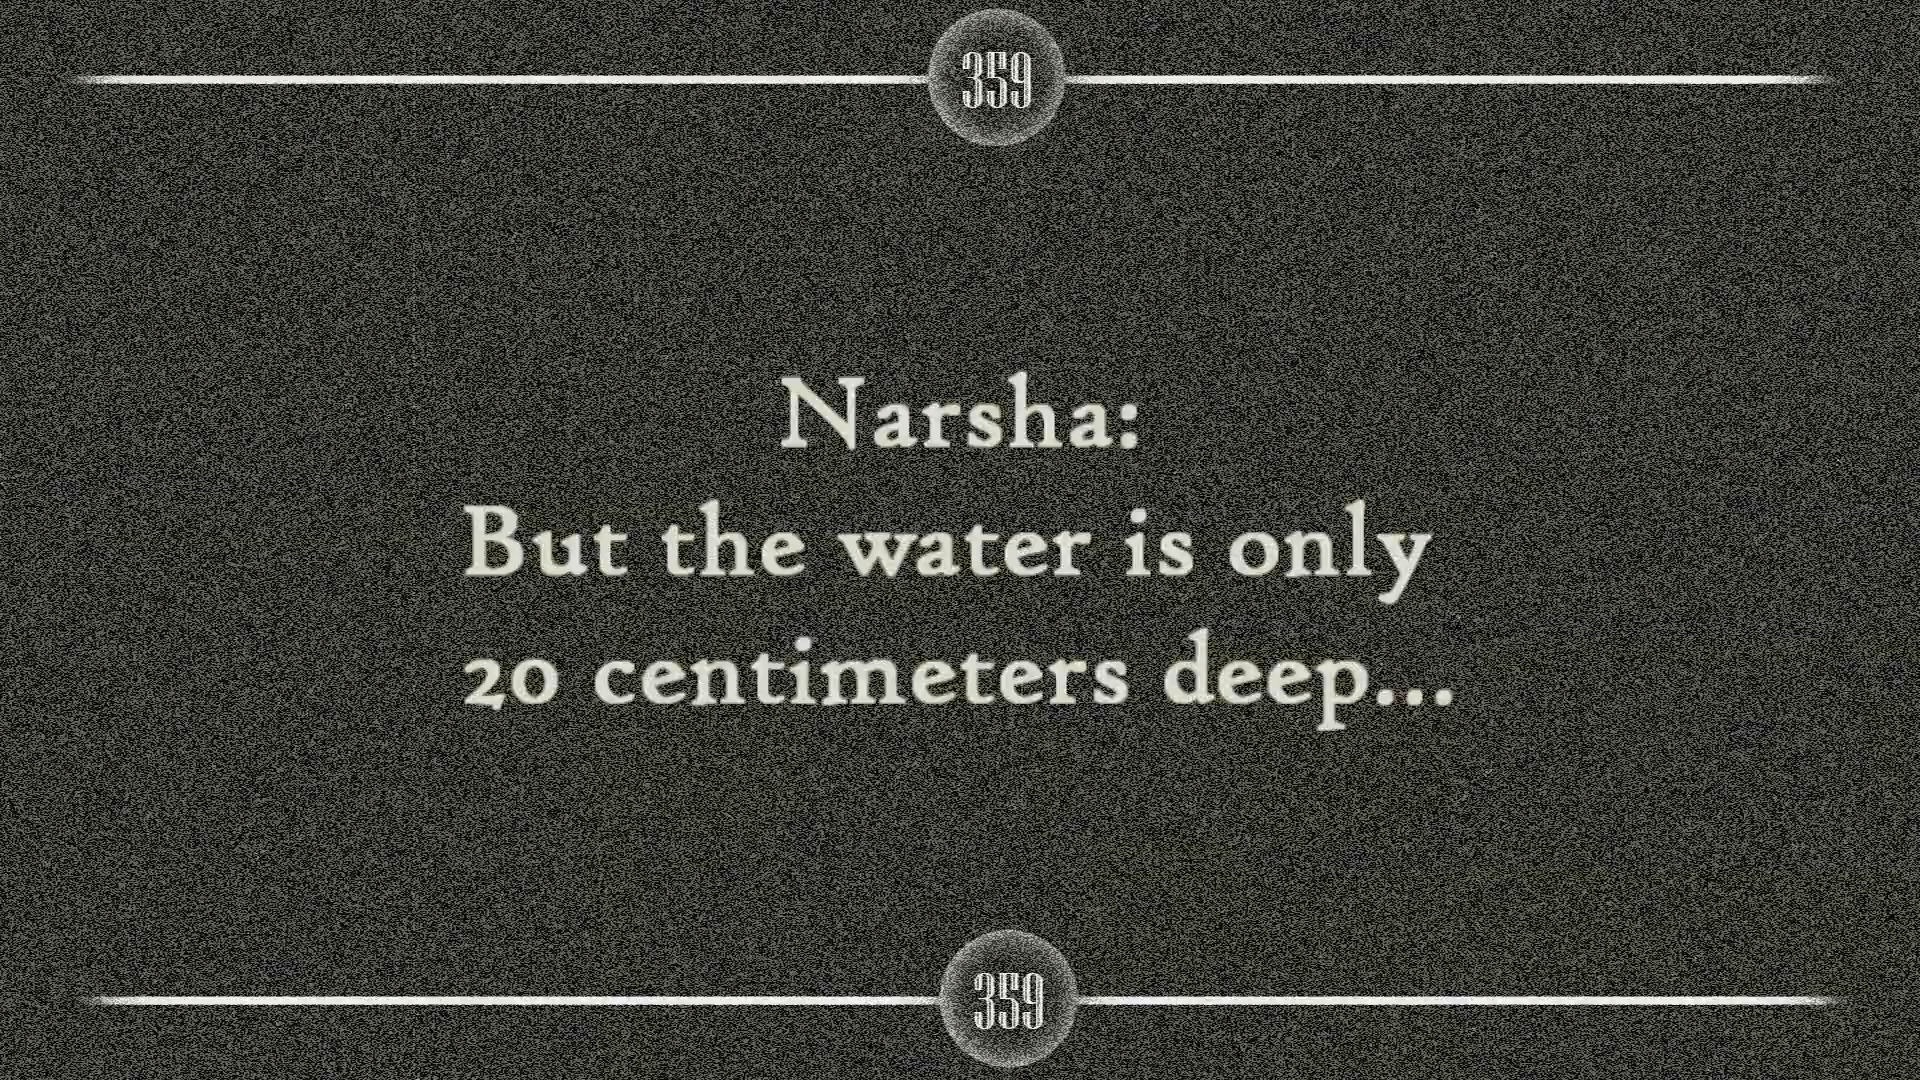 359
Narsha:
But the water is only
20 centimeters deep...
359